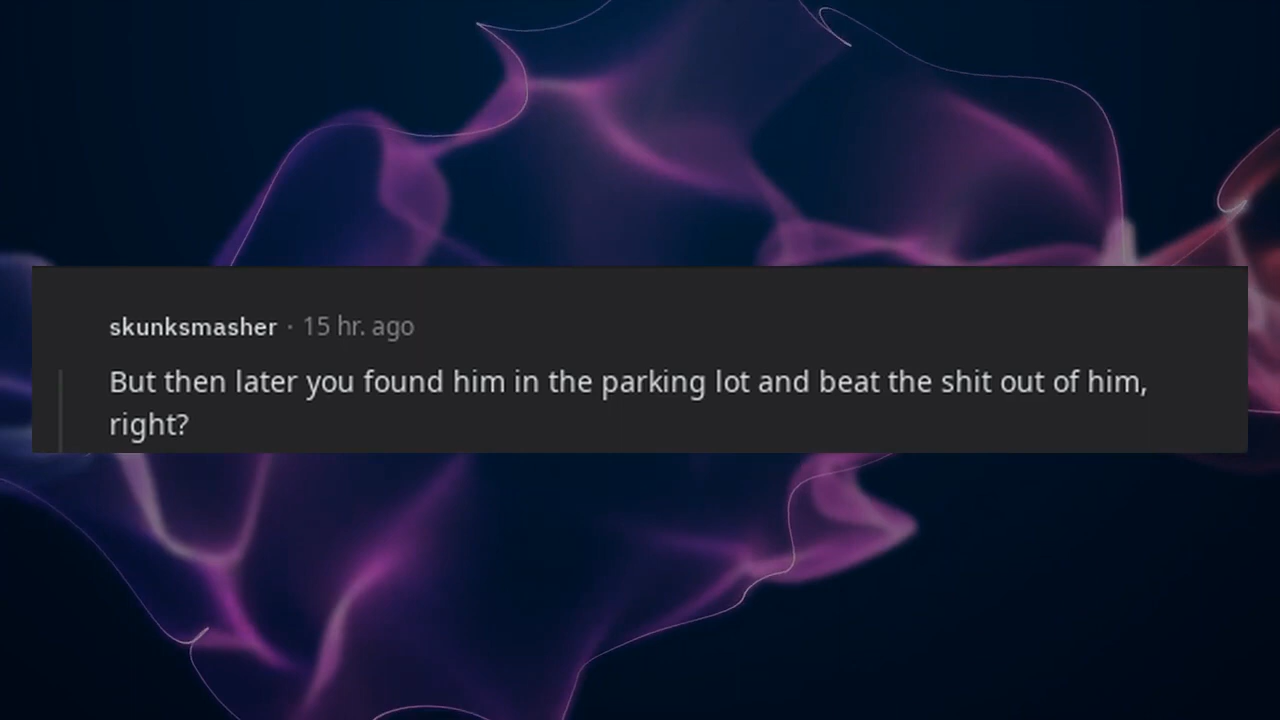 skunksmasher · 15 hr. ago
But then later you found him in the parking lot and beat the shit out of him,
right?